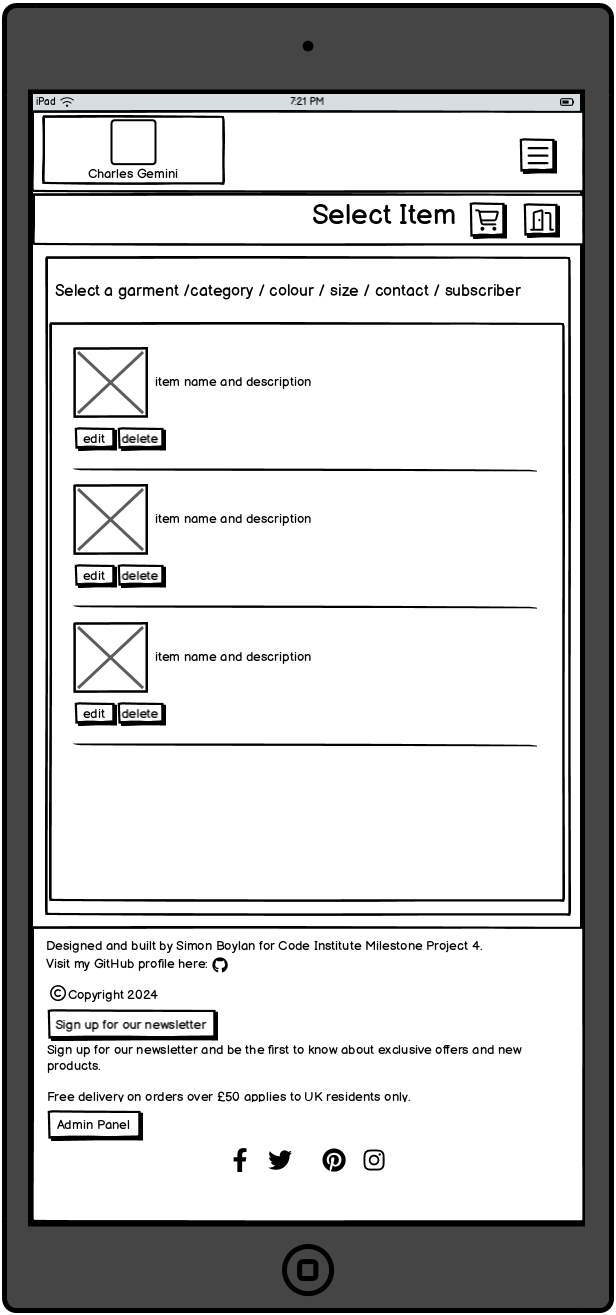 iPad
7:21 PM
Charles Gemini
Select Item
Select a garment /category / colour / size / contact / subscriber
item name and description
edit delete
item name and description
edit delete
item name and description
edit delete
Designed and built by Simon Boylan for Code Institute Milestone Project 4.
Visit my GitHub profile here:
© Copyright 2024
Sign up for our newsletter
Sign up for our newsletter and be the first to know about exclusive offers and new
products.
Free delivery on orders over £50 applies to UK residents only.
Admin Panel